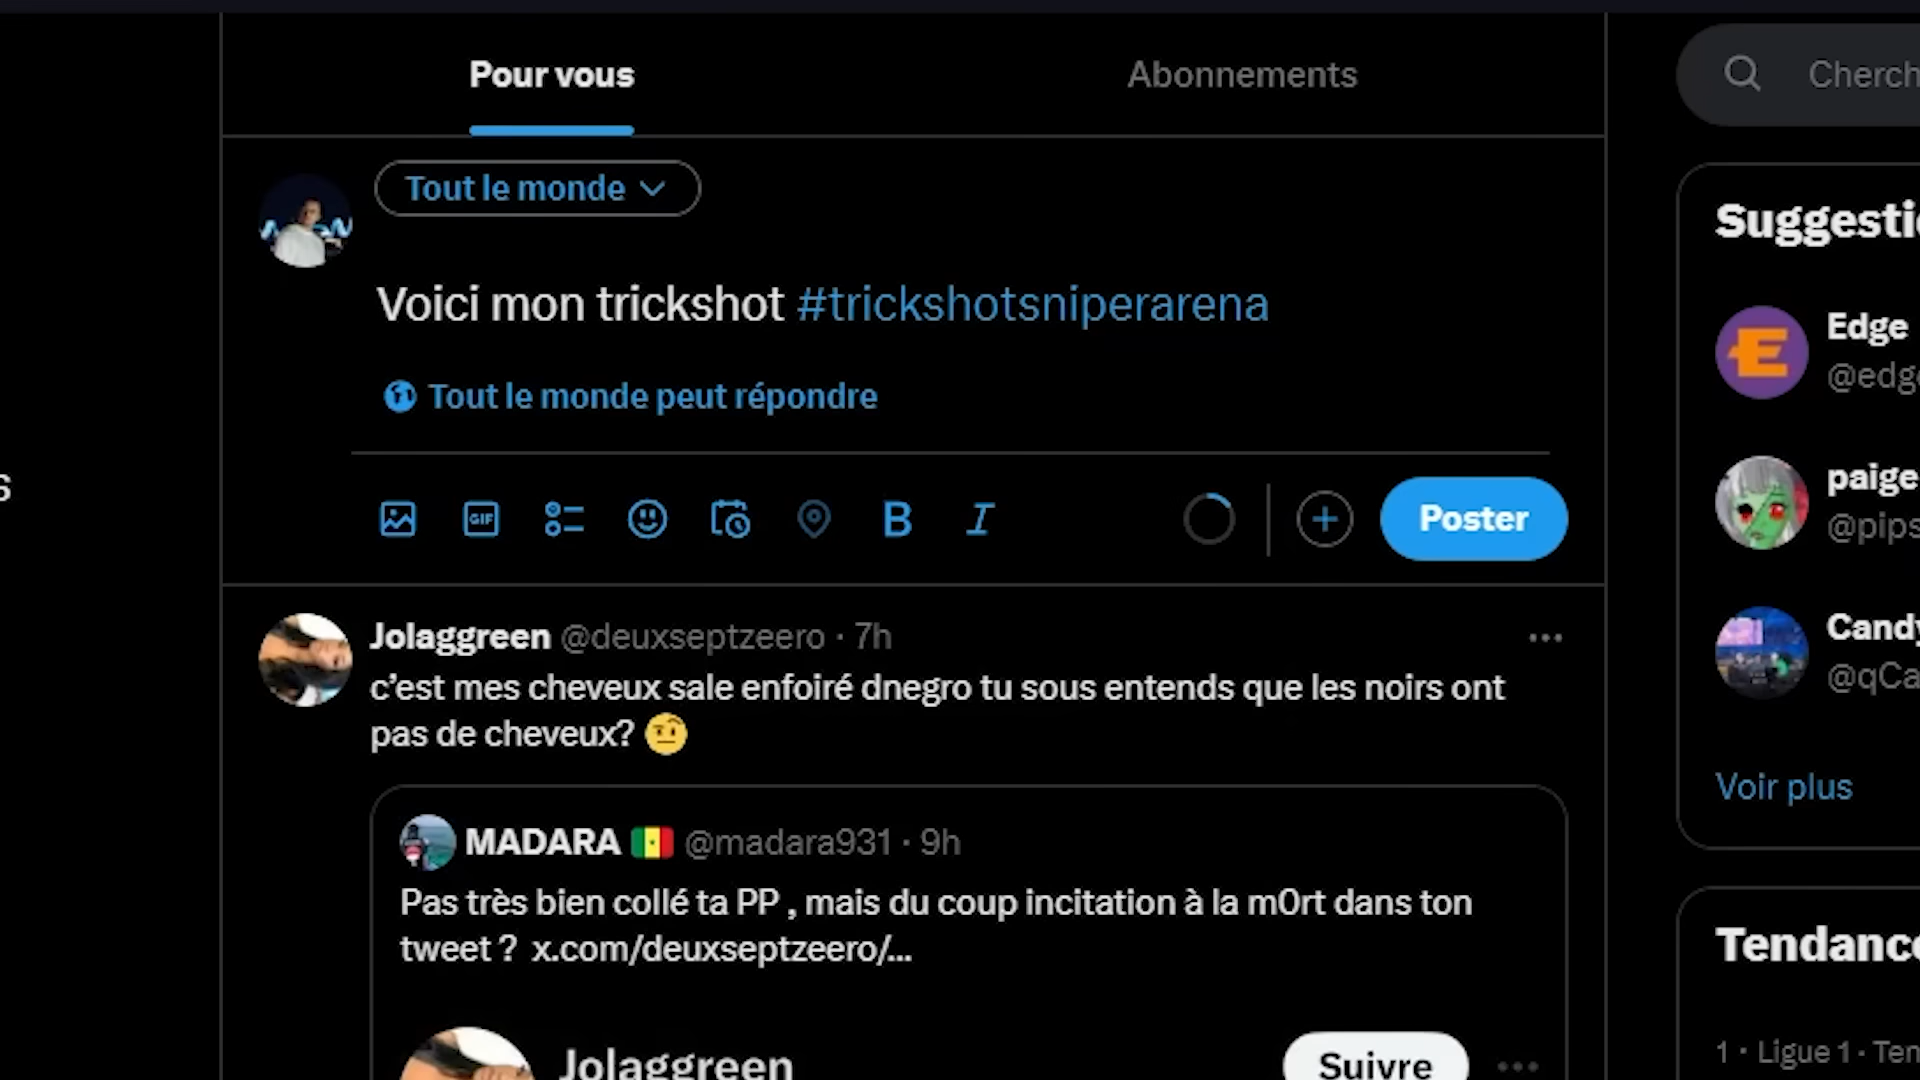 Pour vous
Abonnements
Cherch
Tout le monde
Voici mon trickshot #trickshotsniperarena
Tout le monde peut répondre
GIF
B I
Poster
Jolaggreen @deuxseptzeero · 7h
c'est mes cheveux sale enfoiré dnegro tu sous entends que les noirs ont
pas de cheveux? 🤨
MADARA 🇸🇳 @madara931 · 9h
Pas très bien collé ta PP , mais du coup incitation à la m0rt dans ton
tweet ? x.com/deuxseptzeero/...
Jolaggreen
Suivre
Suggesti
Edge
@edg
paige
@pips
Candy
@qCa
Voir plus
Tendanc
1 · Ligue 1 · Ten